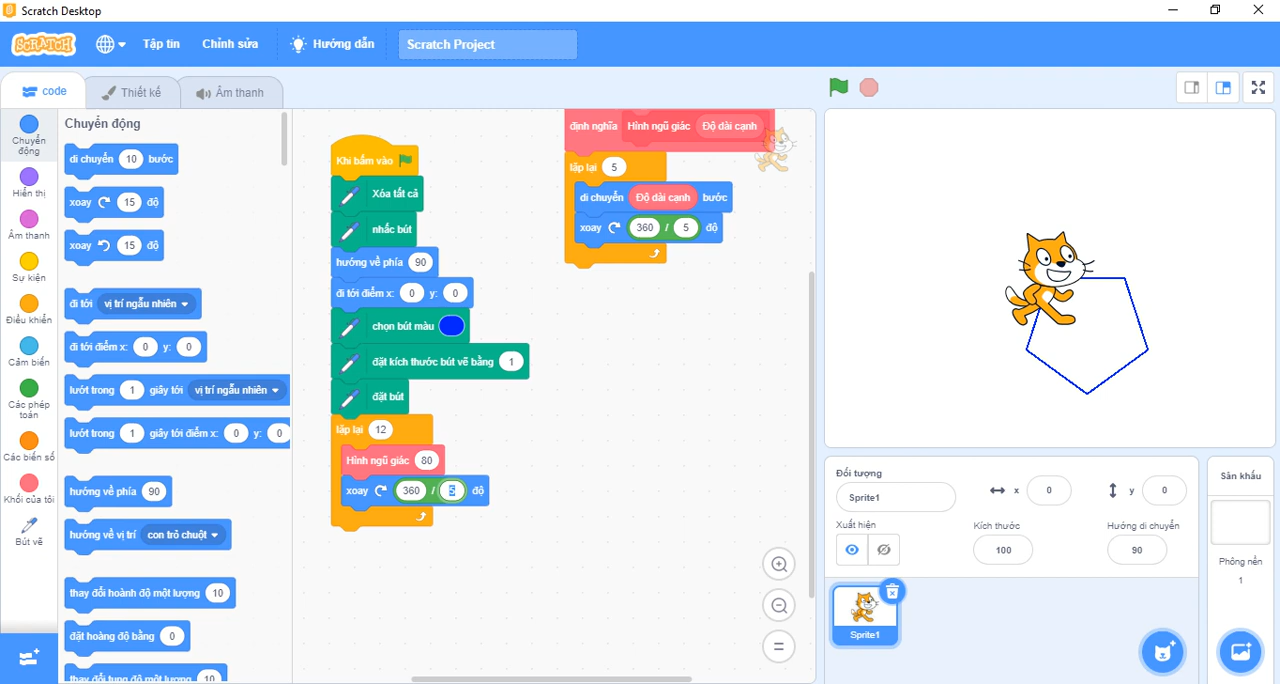 Scratch Desktop
SCRATCH
Tập tin
Chỉnh sửa
Hướng dẫn
Scratch Project
code
Thiết kế
Âm thanh
Chuyển động
Hiển thị
Âm thanh
Sự kiện
Điều khiển
Cảm biến
Các phép toán
Các biến số
Khối của tôi
Bút vẽ
Chuyển động
di chuyển 10 bước
xoay 15 độ
xoay 15 độ
đi tới vị trí ngẫu nhiên
đi tới điểm x: 0 y: 0
lướt trong 1 giây tới vị trí ngẫu nhiên
lướt trong 1 giây tới điểm x: 0 y: 0
hướng về phía 90
hướng về vị trí con trỏ chuột
thay đổi hoành độ một lượng 10
đặt hoàng độ bằng 0
thay đổi tung độ một lượng 10
Khi bấm vào
Xóa tất cả
nhấc bút
hướng về phía 90
đi tới điểm x: 0 y: 0
chọn bút màu
đặt kích thước bút vẽ bằng 1
đặt bút
lặp lại 12
Hình ngũ giác 80
xoay 360 / 5 độ
định nghĩa Hình ngũ giác Độ dài cạnh
lặp lại 5
di chuyển Độ dài cạnh bước
xoay 360 / 5 độ
Đối tượng
Sprite1
x 0
y 0
Xuất hiện
Kích thước
100
Hướng di chuyển
90
Sprite1
Sân khấu
Phông nền
1